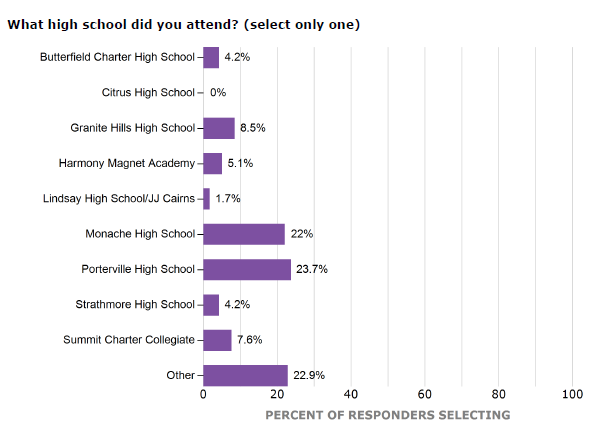 What high school did you attend? (select only one)
Butterfield Charter High School 4.2%
Citrus High School 0%
Granite Hills High School 8.5%
Harmony Magnet Academy 5.1%
Lindsay High School/JJ Cairns 1.7%
Monache High School 22%
Porterville High School 23.7%
Strathmore High School 4.2%
Summit Charter Collegiate 7.6%
Other 22.9%
0 20 40 60 80 100
PERCENT OF RESPONDERS SELECTING